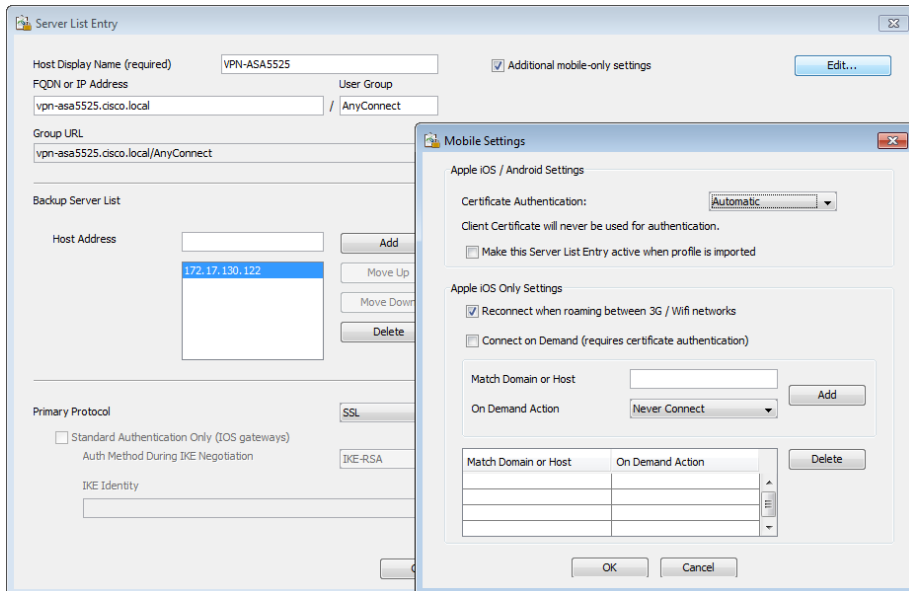 Server List Entry
Host Display Name (required)
VPN-ASA5525
Additional mobile-only settings
Edit...
FQDN or IP Address
User Group
vpn-asa5525.cisco.local
/
AnyConnect
Group URL
vpn-asa5525.cisco.local/AnyConnect
Backup Server List
Host Address
Add
172.17.130.122
Move Up
Move Down
Delete
Primary Protocol
SSL
Standard Authentication Only (IOS gateways)
Auth Method During IKE Negotiation
IKE-RSA
IKE Identity
Mobile Settings
Apple iOS / Android Settings
Certificate Authentication:
Automatic
Client Certificate will never be used for authentication.
Make this Server List Entry active when profile is imported
Apple iOS Only Settings
Reconnect when roaming between 3G / Wifi networks
Connect on Demand (requires certificate authentication)
Match Domain or Host
Add
On Demand Action
Never Connect
Match Domain or Host
On Demand Action
Delete
OK
Cancel